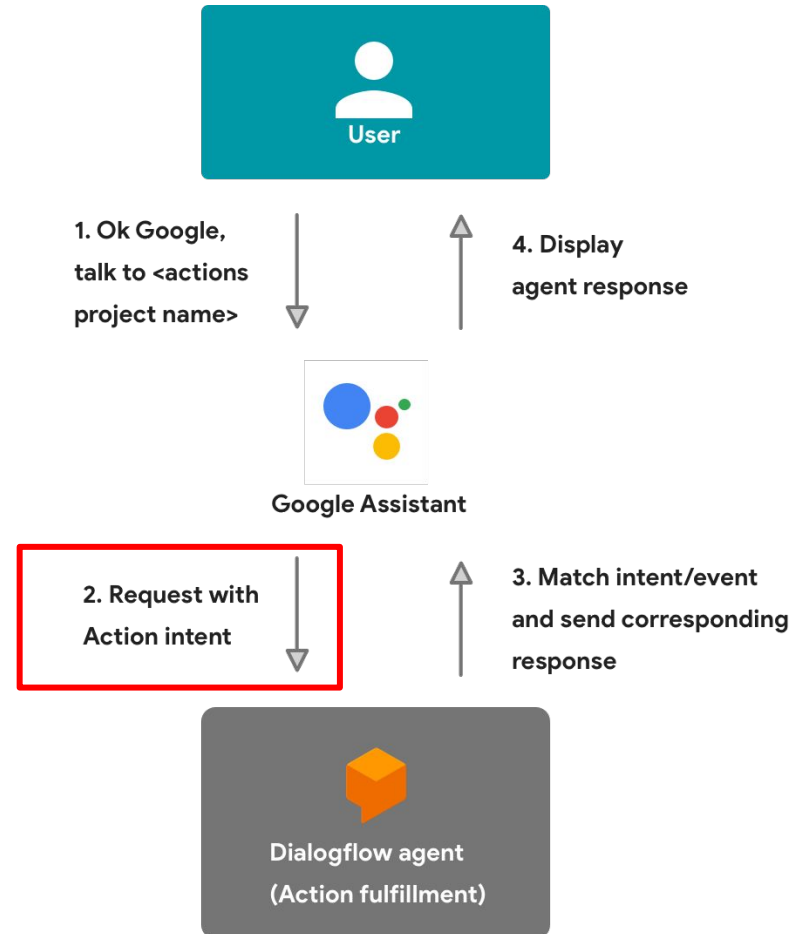 User
1. Ok Google,
talk to <actions
project name>
4. Display
agent response
Google Assistant
2. Request with
Action intent
3. Match intent/event
and send corresponding
response
Dialogflow agent
(Action fulfillment)